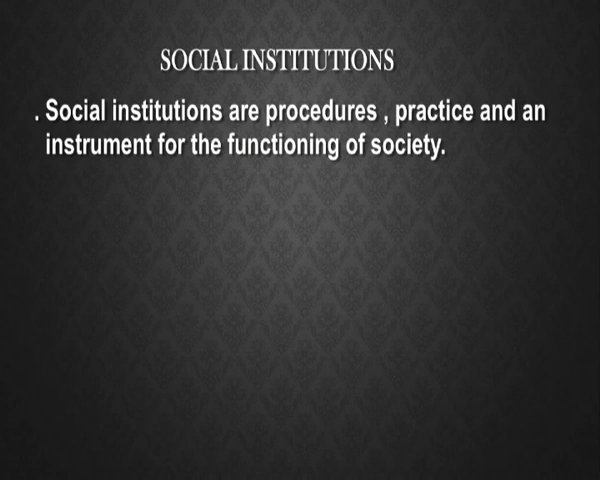 SOCIAL INSTITUTIONS
. Social institutions are procedures , practice and an
instrument for the functioning of society.